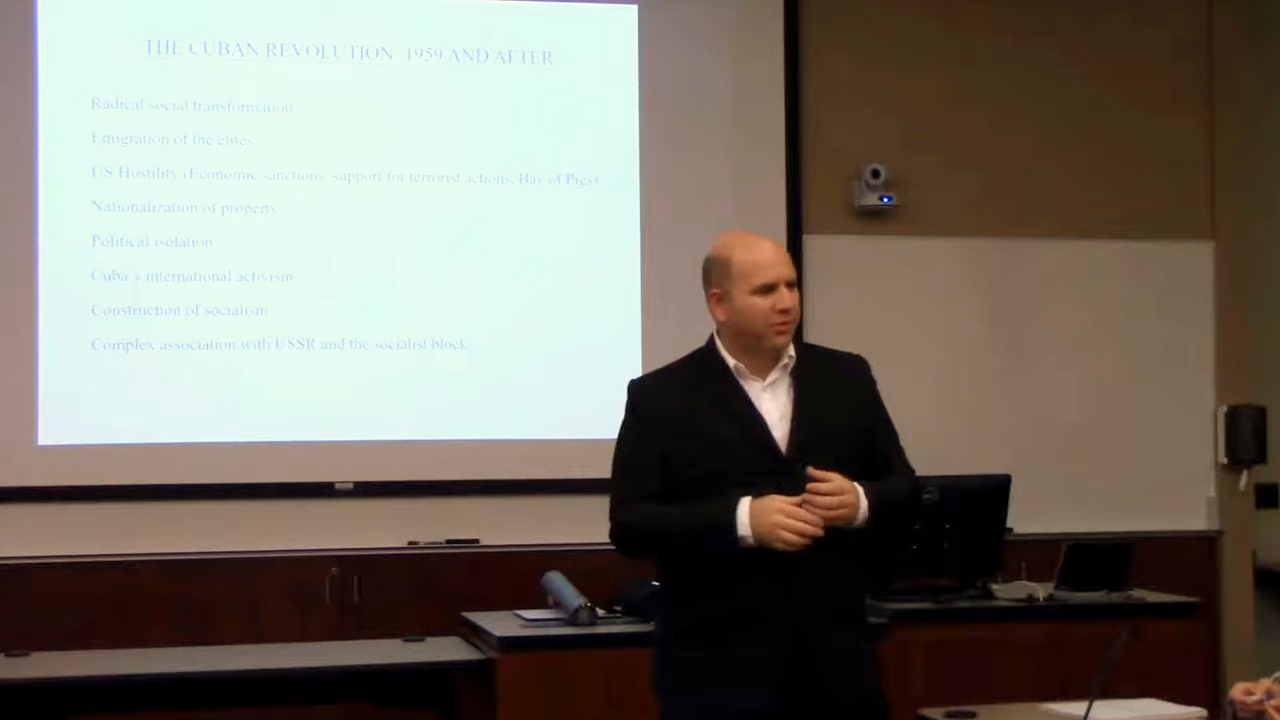 THE CUBAN REVOLUTION 1959 AND AFTER
Radical social transformation
Emigration of the elites
US Hostility (Economic sanctions, support for terrorist actions, Bay of Pigs)
Nationalization of property
Political isolation
Cuba's international activism
Construction of socialism
Complex association with USSR and the socialist block.